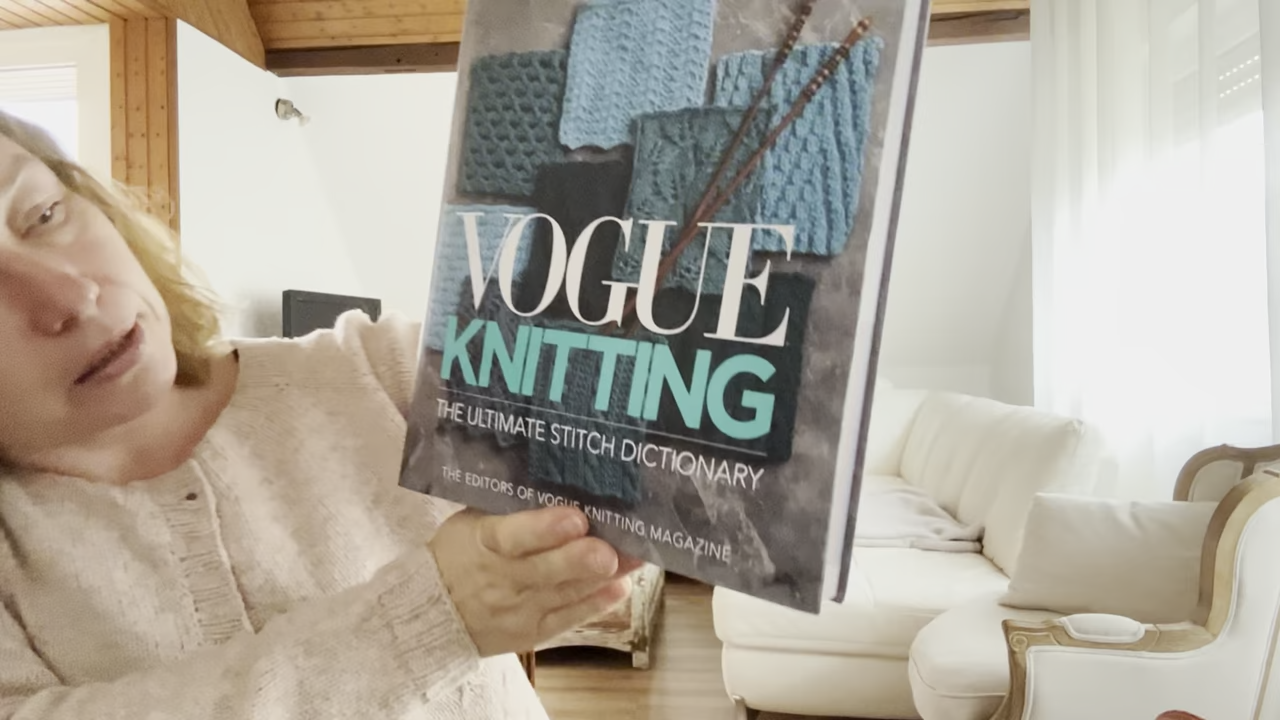 VOGUE
KNITTING
THE ULTIMATE STITCH DICTIONARY
THE EDITORS OF VOGUE KNITTING MAGAZINE